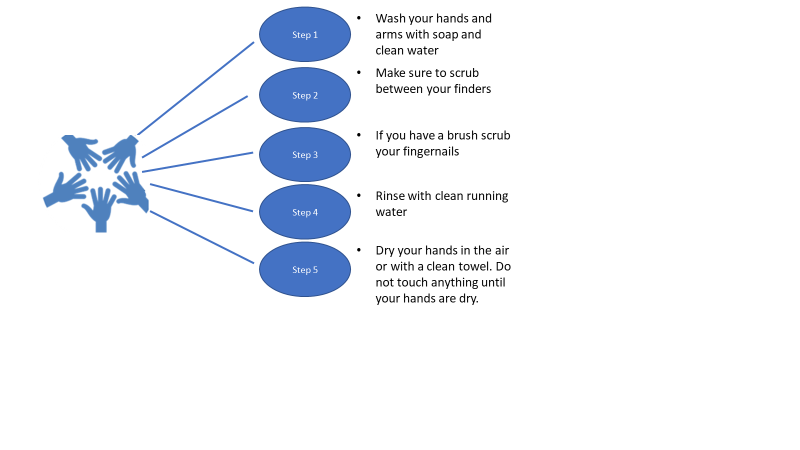 Step 1
• Wash your hands and
arms with soap and
clean water
Step 2
• Make sure to scrub
between your finders
Step 3
• If you have a brush scrub
your fingernails
Step 4
• Rinse with clean running
water
Step 5
• Dry your hands in the air
or with a clean towel. Do
not touch anything until
your hands are dry.